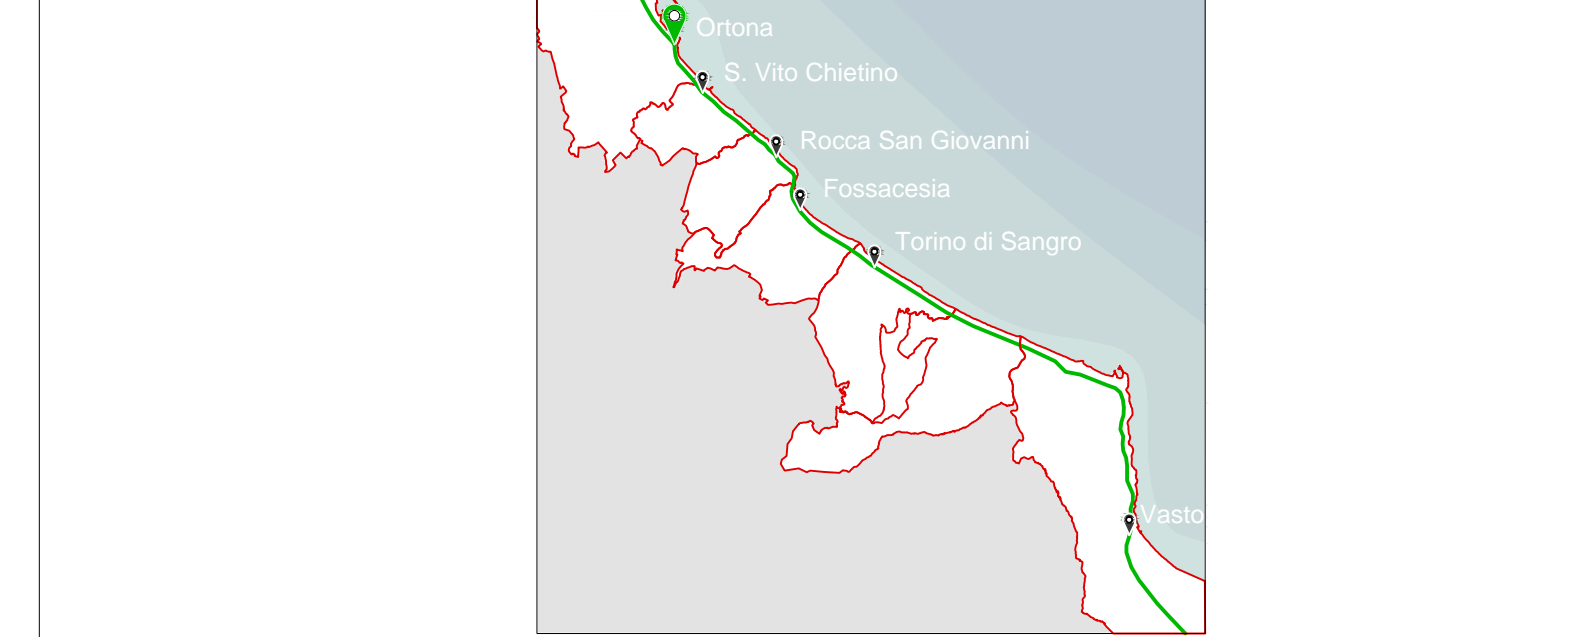 Ortona
S. Vito Chietino
Rocca San Giovanni
Fossacesia
Torino di Sangro
Vasto